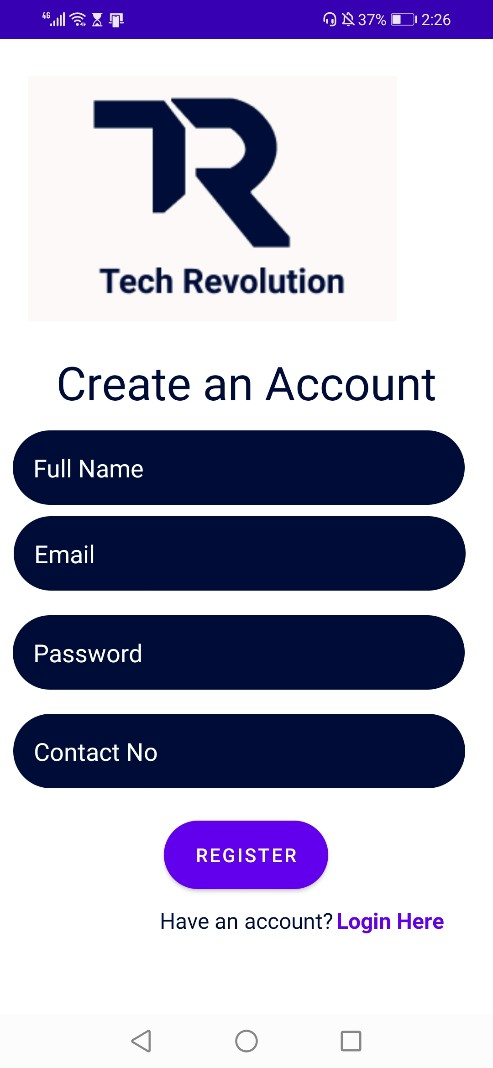 4G 37% 2:26
TR
Tech Revolution
Create an Account
Full Name
Email
Password
Contact No
REGISTER
Have an account? Login Here